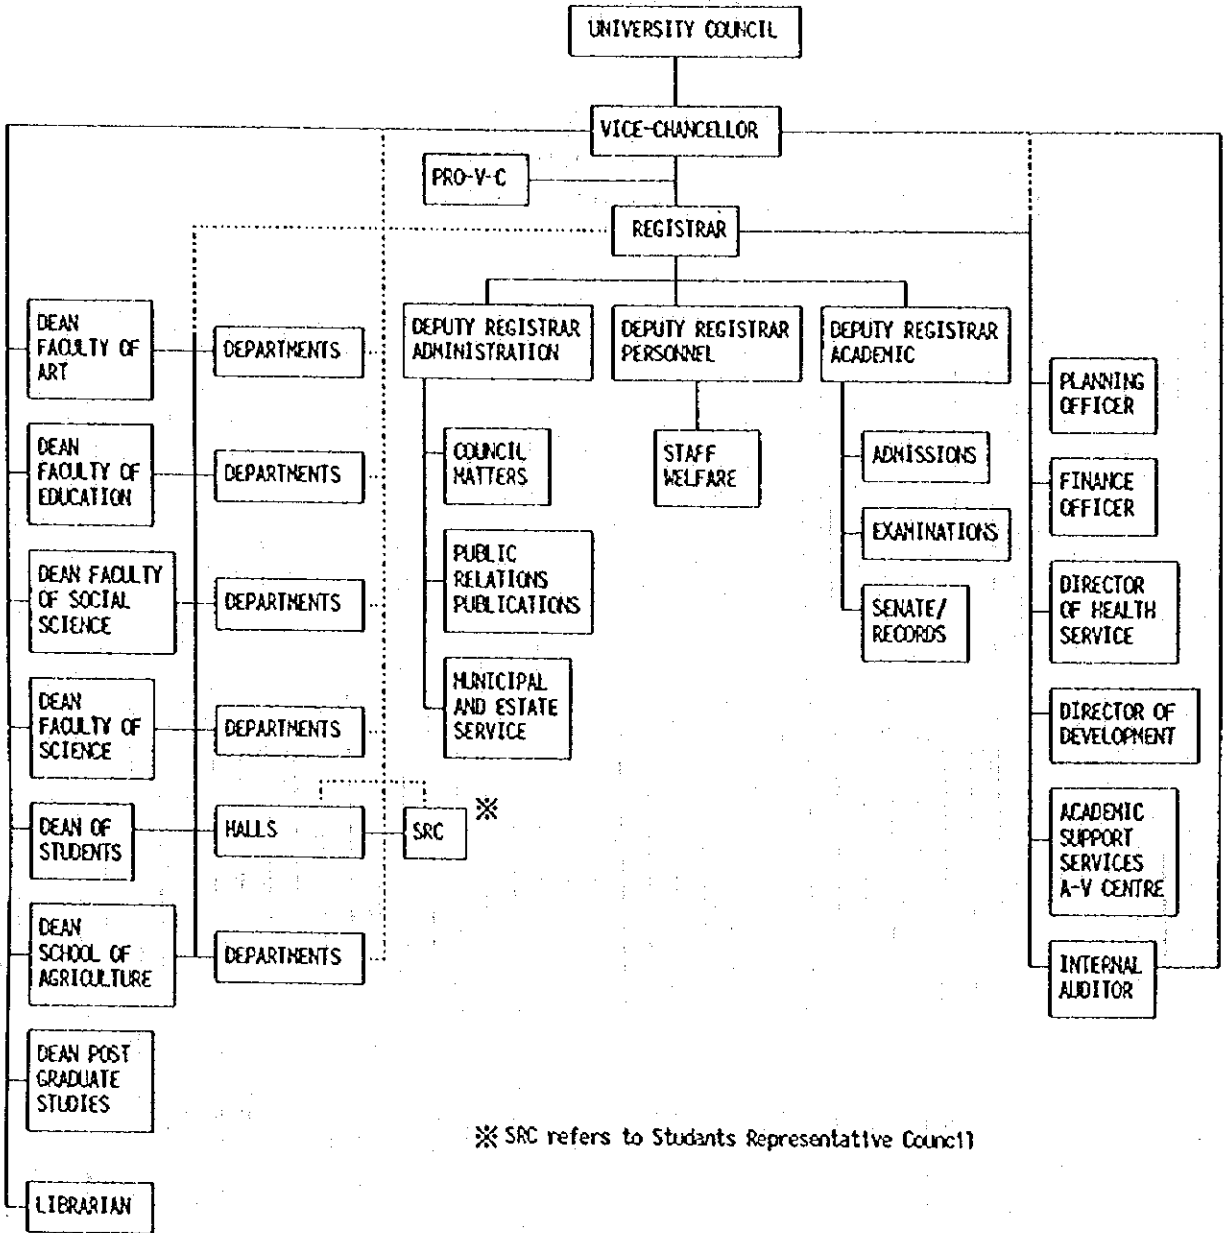 UNIVERSITY COUNCIL
VICE-CHANCELLOR
PRO-V-C
REGISTRAR
DEAN
FACULTY OF
ART
DEPARTMENTS
DEPUTY REGISTRAR
ADMINISTRATION
DEPUTY REGISTRAR
PERSONNEL
DEPUTY REGISTRAR
ACADEMIC
PLANNING
OFFICER
DEAN
FACULTY OF
EDUCATION
DEPARTMENTS
COUNCIL
MATTERS
STAFF
WELFARE
ADMISSIONS
FINANCE
OFFICER
EXAMINATIONS
DEAN FACULTY
OF SOCIAL
SCIENCE
DEPARTMENTS
PUBLIC
RELATIONS
PUBLICATIONS
SENATE/
RECORDS
DIRECTOR
OF HEALTH
SERVICE
DEAN
FACULTY OF
SCIENCE
DEPARTMENTS
MUNICIPAL
AND ESTATE
SERVICE
DIRECTOR OF
DEVELOPMENT
DEAN OF
STUDENTS
HALLS
SRC ※
ACADEMIC
SUPPORT
SERVICES
A-V CENTRE
DEAN
SCHOOL OF
AGRICULTURE
DEPARTMENTS
INTERNAL
AUDITOR
DEAN POST
GRADUATE
STUDIES
※ SRC refers to Studants Representative Council
LIBRARIAN